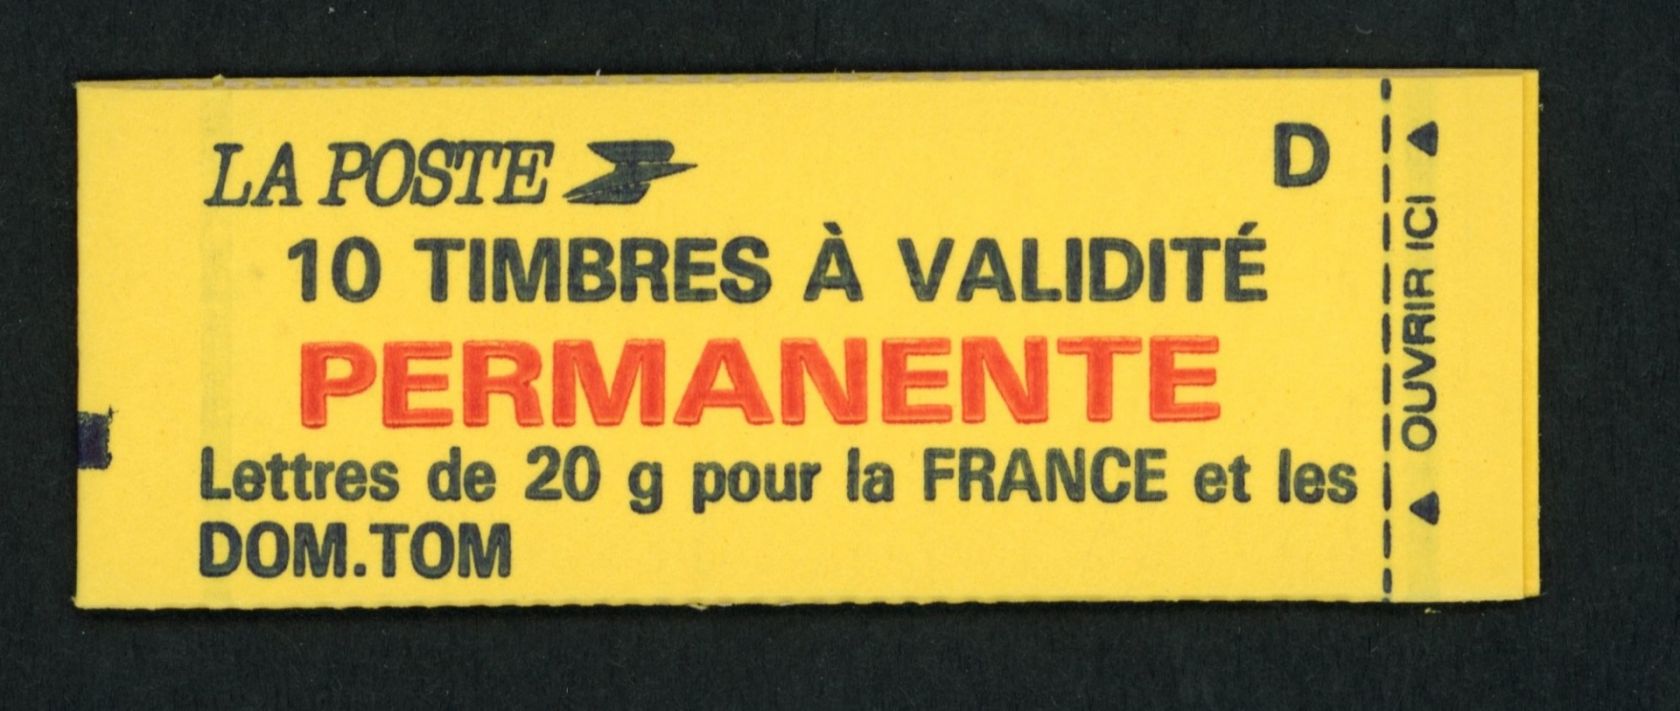 LA POSTE
D
10 TIMBRES À VALIDITÉ
PERMANENTE
Lettres de 20 g pour la FRANCE et les
DOM.TOM
OUVRIR ICI